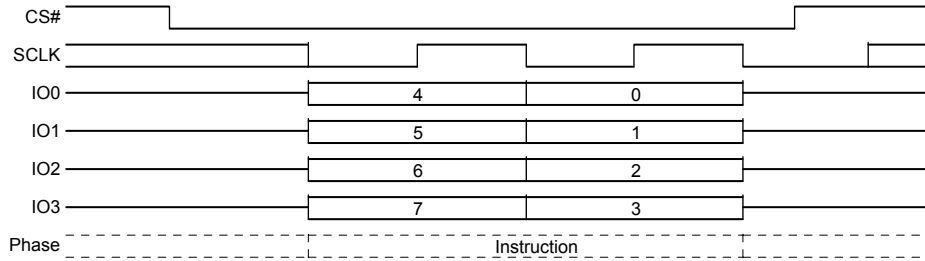 CS#
SCLK
IO0 4 0
IO1 5 1
IO2 6 2
IO3 7 3
Phase Instruction